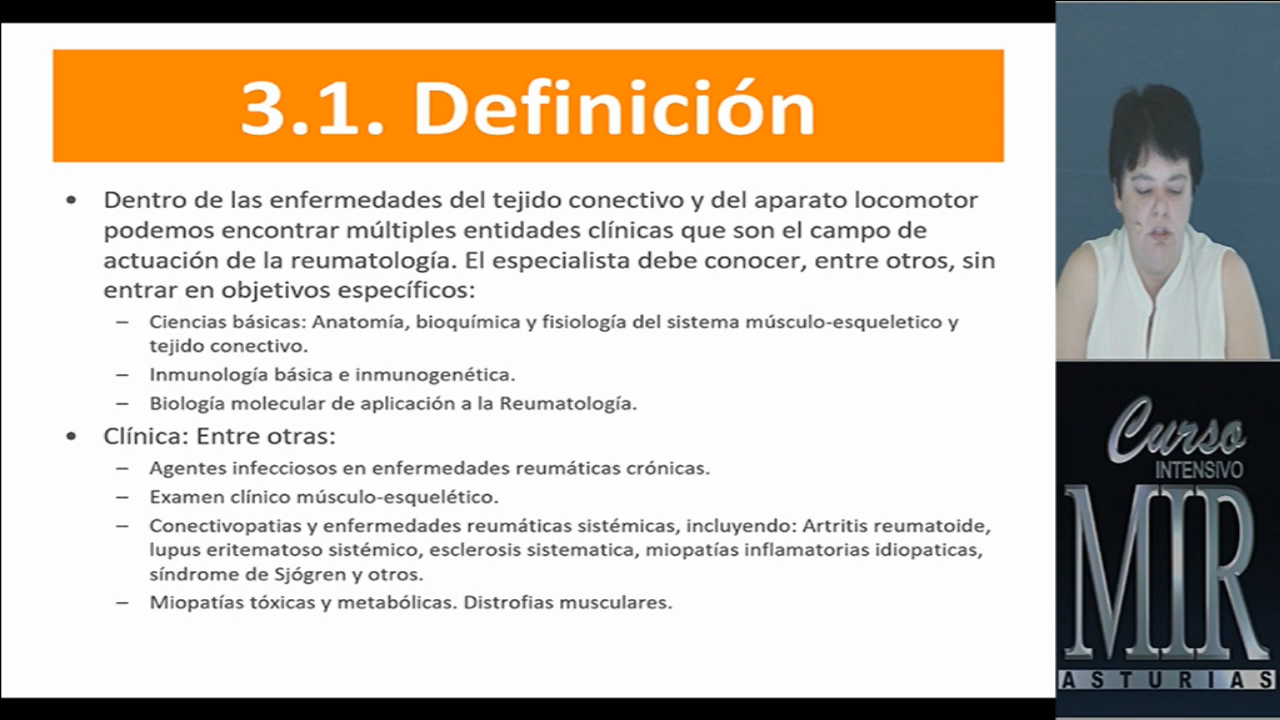 3.1. Definición
• Dentro de las enfermedades del tejido conectivo y del aparato locomotor
podemos encontrar múltiples entidades clínicas que son el campo de
actuación de la reumatología. El especialista debe conocer, entre otros, sin
entrar en objetivos específicos:
– Ciencias básicas: Anatomía, bioquímica y fisiología del sistema músculo-esqueletico y
tejido conectivo.
– Inmunología básica e inmunogenética.
– Biología molecular de aplicación a la Reumatología.
• Clínica: Entre otras:
– Agentes infecciosos en enfermedades reumáticas crónicas.
– Examen clínico músculo-esquelético.
– Conectivopatias y enfermedades reumáticas sistémicas, incluyendo: Artritis reumatoide,
lupus eritematoso sistémico, esclerosis sistematica, miopatías inflamatorias idiopaticas,
síndrome de Sjógren y otros.
– Miopatías tóxicas y metabólicas. Distrofias musculares.
Curso
INTENSIVO
MIR
ASTURIAS